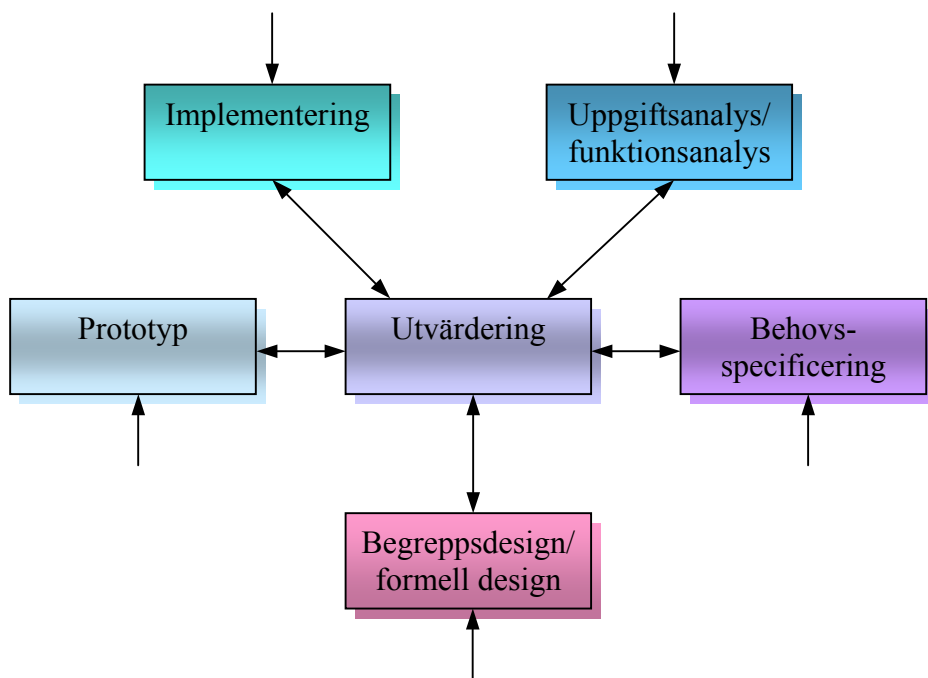 Implementering
Uppgiftsanalys/
funktionsanalys
Prototyp
Utvärdering
Behovs-
specificering
Begreppsdesign/
formell design